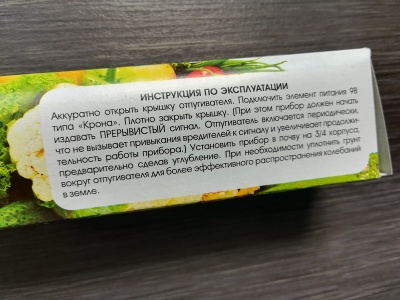 ИНСТРУКЦИЯ ПО ЭКСПЛУАТАЦИИ
Аккуратно открыть крышку отпугивателя. Подключить элемент питания 9В
типа «Крона». Плотно закрыть крышку. (При этом прибор должен начать
издавать ПРЕРЫВИСТЫЙ сигнал. Отпугиватель включается периодически,
что не вызывает привыкания вредителей к сигналу и увеличивает продолжи-
тельность работы прибора.) Установить прибор в почву на 3/4 корпуса,
предварительно сделав углубление. При необходимости уплотнить грунт
вокруг отпугивателя для более эффективного распространения колебаний
в земле.